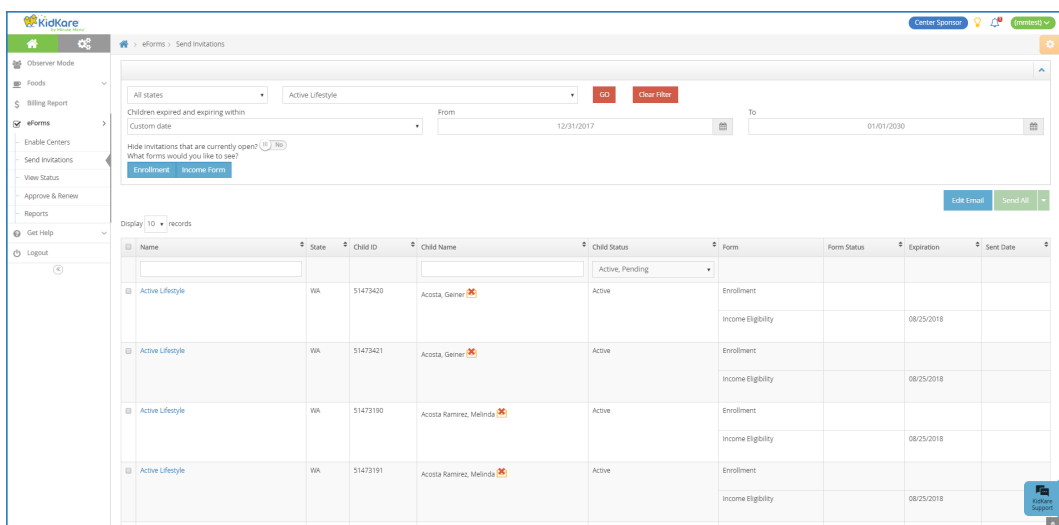 KidKare
by Minute Menu
Center Sponsor
(mmtest)
eForms > Send Invitations
Observer Mode
Foods
Billing Report
eForms
Enable Centers
Send Invitations
View Status
Approve & Renew
Reports
Get Help
Logout
All states
Active Lifestyle
GO
Clear Filter
Children expired and expiring within
From
To
Custom date
12/31/2017
01/01/2030
Hide invitations that are currently open? No
What forms would you like to see?
Enrollment Income Form
Edit Email
Send All
Display 10 records
Name State Child ID Child Name Child Status Form Form Status Expiration Sent Date
Active, Pending
Active Lifestyle WA 51473420 Acosta, Geiner Active Enrollment
Income Eligibility 08/25/2018
Active Lifestyle WA 51473421 Acosta, Geiner Active Enrollment
Income Eligibility 08/25/2018
Active Lifestyle WA 51473190 Acosta Ramirez, Melinda Active Enrollment
Income Eligibility 08/25/2018
Active Lifestyle WA 51473191 Acosta Ramirez, Melinda Active Enrollment
Income Eligibility 08/25/2018
KidKare
Support